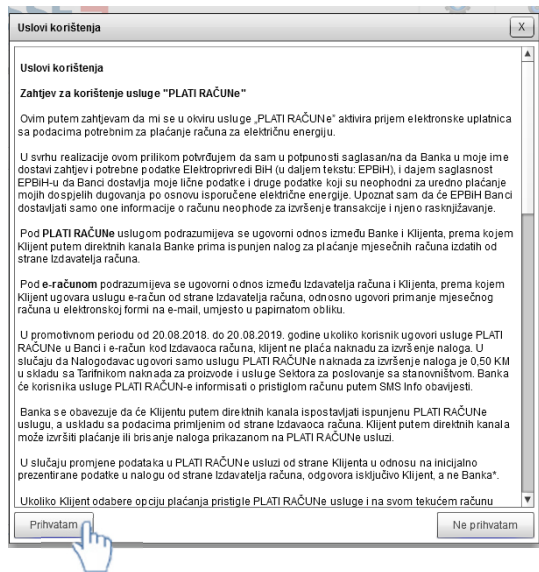 Uslovi korištenja
X
Uslovi korištenja
Zahtjev za korištenje usluge "PLATI RAČUNe"
Ovim putem zahtjevam da mi se u okviru usluge „PLATI RAČUNe" aktivira prijem elektronske uplatnica
sa podacima potrebnim za plaćanje računa za električnu energiju.
U svrhu realizacije ovom prilikom potvrđujem da sam u potpunosti saglasan/na da Banka u moje ime
dostavi zahtjev i potrebne podatke Elektroprivredi BiH (u daljem tekstu: EPBiH), i dajem saglasnost
EPBiH-u da Banci dostavlja moje lične podatke i druge podatke koji su neophodni za uredno plaćanje
mojih dospjelih dugovanja po osnovu isporučene električne energije. Upoznat sam da će EPBiH Banci
dostavljati samo one informacije o računu neophode za izvršenje transakcije i njeno rasknjižavanje.
Pod PLATI RAČUNe uslugom podrazumijeva se ugovorni odnos između Banke i Klijenta, prema kojem
Klijent putem direktnih kanala Banke prima ispunjen nalog za plaćanje mjesečnih računa izdatih od
strane Izdavatelja računa.
Pod e-računom podrazumijeva se ugovorni odnos između Izdavatelja računa i Klijenta, prema kojem
Klijent ugovara uslugu e-račun od strane Izdavatelja računa, odnosno ugovori primanje mjesečnog
računa u elektronskoj formi na e-mail, umjesto u papirnatom obliku.
U promotivnom periodu od 20.08.2018. do 20.08.2019. godine ukoliko korisnik ugovori usluge PLATI
RAČUNe u Banci i e-račun kod Izdavaoca računa, klijent ne plaća naknadu za izvršenje naloga. U
slučaju da Nalogodavac ugovori samo uslugu PLATI RAČUNe naknada za izvršenje naloga je 0,50 KM
u skladu sa Tarifnikom naknada za proizvode i usluge Sektora za poslovanje sa stanovništvom. Banka
će korisnika usluge PLATI RAČUN-e informisati o pristiglom računu putem SMS Info obavijesti.
Banka se obavezuje da će Klijentu putem direktnih kanala ispostavljati ispunjenu PLATI RAČUNe
uslugu, a uskladu sa podacima primljenim od strane Izdavaoca računa. Klijent putem direktnih kanala
može izvršiti plaćanje ili brisanje naloga prikazanom na PLATI RAČUNe usluzi.
U slučaju promjene podataka u PLATI RAČUNe usluzi od strane Klijenta u odnosu na inicijalno
prezentirane podatke u nalogu od strane Izdavatelja računa, odgovora isključivo Klijent, a ne Banka*.
Ukoliko Klijent odabere opciju plaćanja pristigle PLATI RAČUNe usluge i na svom tekućem računu
Prihvatam
Ne prihvatam